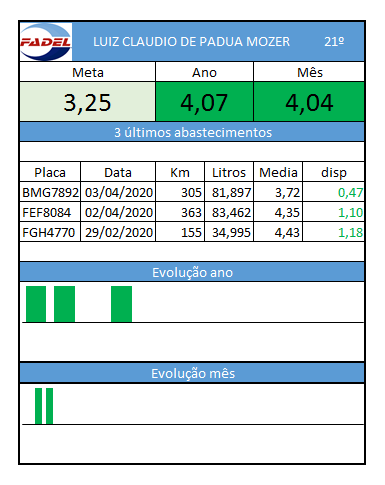 FADEL LUIZ CLAUDIO DE PADUA MOZER 21º
Meta Ano Mês
3,25 4,07 4,04
3 últimos abastecimentos
Placa Data Km Litros Media disp
BMG7892 03/04/2020 305 81,897 3,72 0,47
FEF8084 02/04/2020 363 83,462 4,35 1,10
FGH4770 29/02/2020 155 34,995 4,43 1,18
Evolução ano
Evolução mês